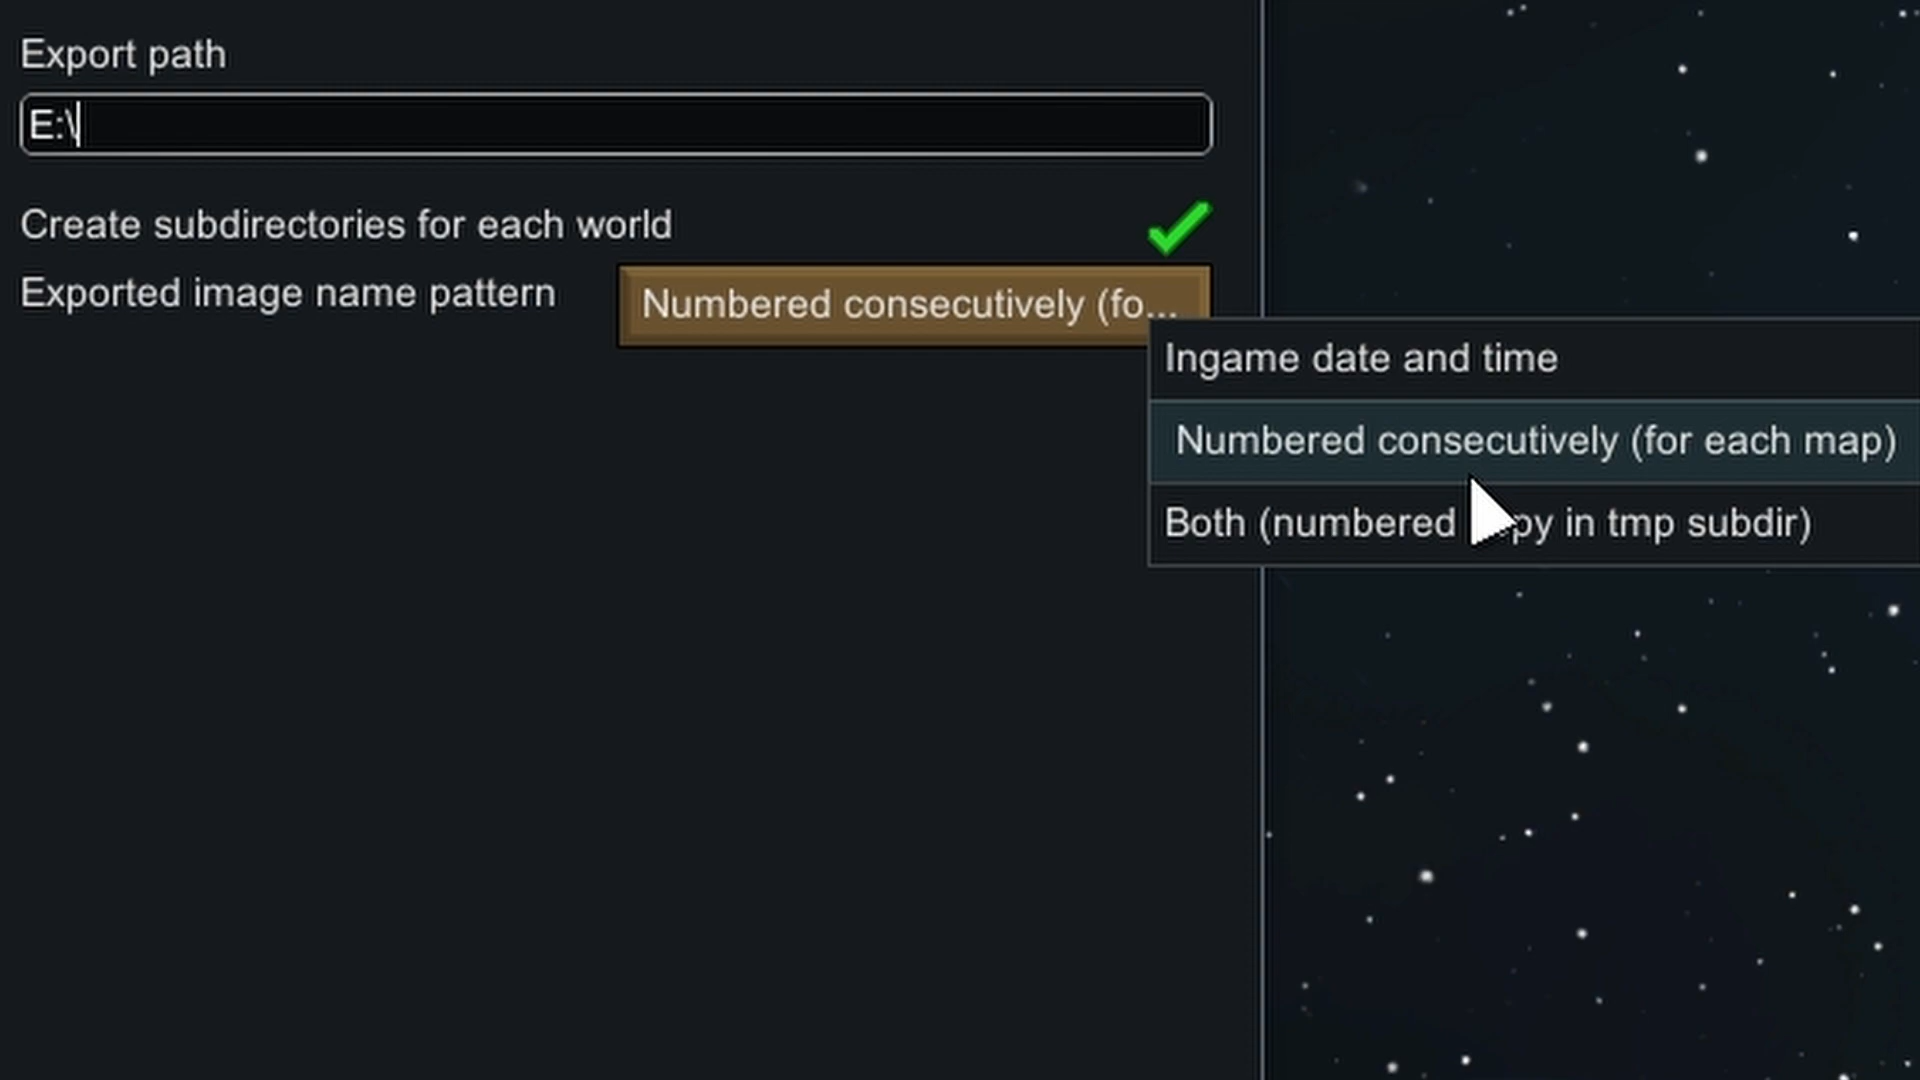 Export path
E:\
Create subdirectories for each world
Exported image name pattern
Numbered consecutively (fo...
Ingame date and time
Numbered consecutively (for each map)
Both (numbered py in tmp subdir)